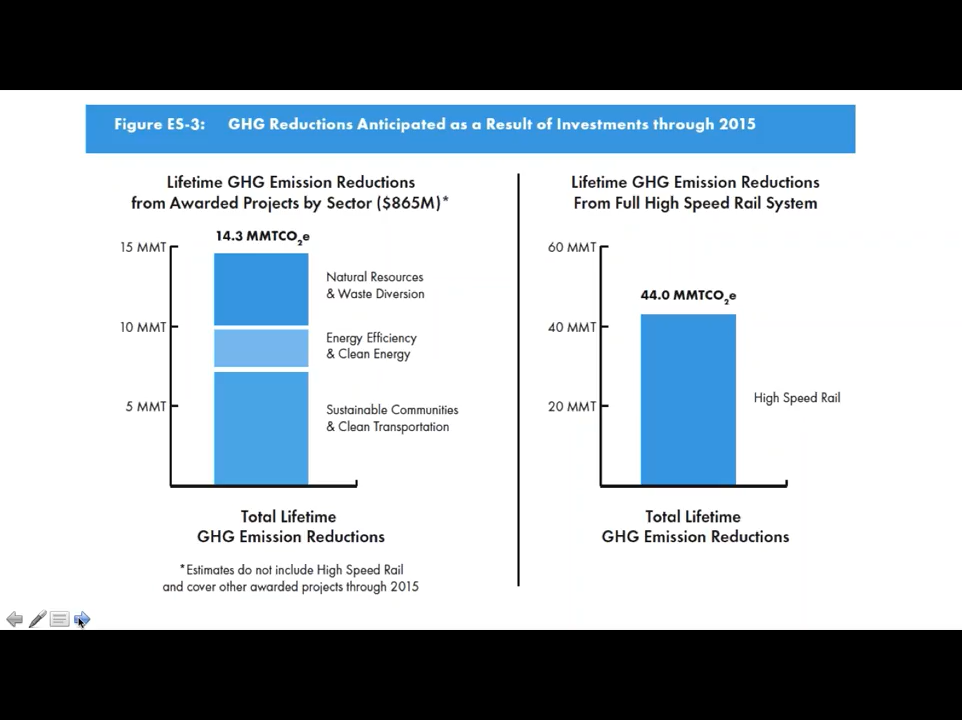 Figure ES-3: GHG Reductions Anticipated as a Result of Investments through 2015
Lifetime GHG Emission Reductions
from Awarded Projects by Sector ($865M)*
14.3 MMTCO₂e
15 MMT
10 MMT
5 MMT
Natural Resources
& Waste Diversion
Energy Efficiency
& Clean Energy
Sustainable Communities
& Clean Transportation
Total Lifetime
GHG Emission Reductions
*Estimates do not include High Speed Rail
and cover other awarded projects through 2015
Lifetime GHG Emission Reductions
From Full High Speed Rail System
60 MMT
44.0 MMTCO₂e
40 MMT
20 MMT
High Speed Rail
Total Lifetime
GHG Emission Reductions